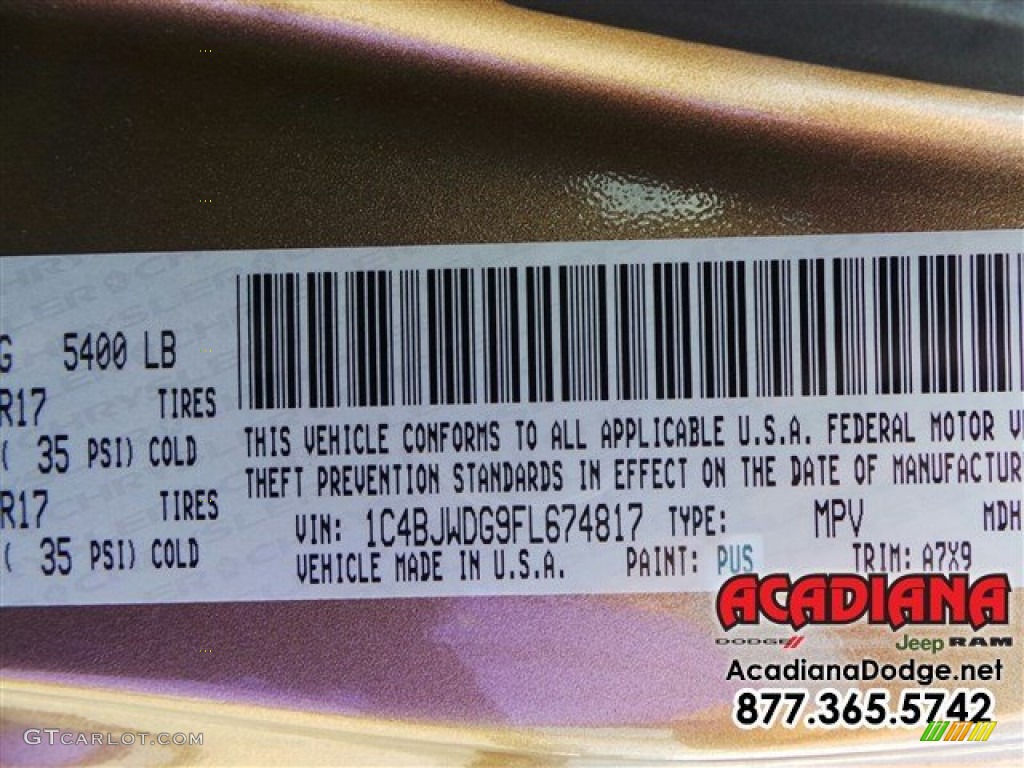 G 5400 LB
R17 TIRES
( 35 PSI) COLD
R17 TIRES
( 35 PSI) COLD
THIS VEHICLE CONFORMS TO ALL APPLICABLE U.S.A. FEDERAL MOTOR V
THEFT PREVENTION STANDARDS IN EFFECT ON THE DATE OF MANUFACTUR
VIN: 1C4BJWDG9FL674817 TYPE: MPV MDH
VEHICLE MADE IN U.S.A. PAINT: PUS TRIM: A7X9
ACADIANA
DODGE Jeep RAM
AcadianaDodge.net
877.365.5742
GTCARLOT.COM